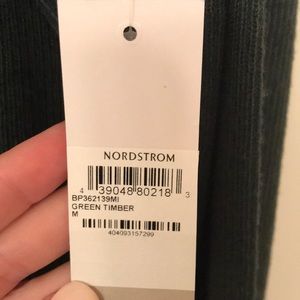 NORDSTROM
4 39048 80218 3
BP362139MI
GREEN TIMBER
M
404093157299